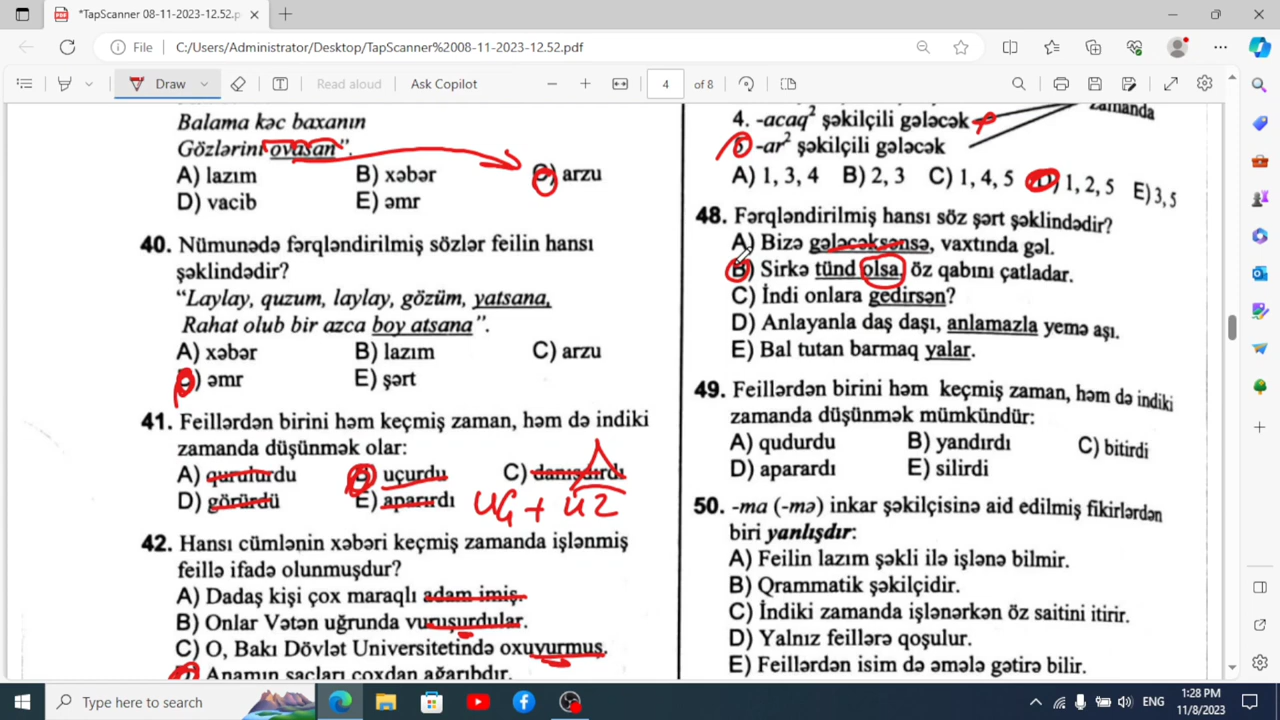 *TapScanner 08-11-2023-12.52.pdf
File C:/Users/Administrator/Desktop/TapScanner%2008-11-2023-12.52.pdf
Draw Read aloud Ask Copilot 4 of 8
Balama kəc baxanın
Gözlərini ovasan”.
A) lazım B) xəbər C) arzu
D) vacib E) əmr
40. Nümunədə fərqləndirilmiş sözlər feilin hansı
şəklindədir?
“Laylay, quzum, laylay, gözüm, yatsana,
Rahat olub bir azca boy atsana”.
A) xəbər B) lazım C) arzu
D) əmr E) şərt
41. Feillərdən birini həm keçmiş zaman, həm də indiki
zamanda düşünmək olar:
A) qurulurdu B) uçurdu C) danışdırdı
D) görürdü E) aparırdı
uç + üz
42. Hansı cümlənin xəbəri keçmiş zamanda işlənmiş
feillə ifadə olunmuşdur?
A) Dadaş kişi çox maraqlı adam imiş.
B) Onlar Vətən uğrunda vuruşurdular.
C) O, Bakı Dövlət Universitetində oxuyurmuş.
D) Anamın saçları çoxdan ağarıbdır.
zamanda
4. -acaq² şəkilçili gələcək
5. -ar² şəkilçili gələcək
A) 1, 3, 4 B) 2, 3 C) 1, 4, 5 D) 1, 2, 5 E) 3, 5
48. Fərqləndirilmiş hansı söz şərt şəklindədir?
A) Bizə gələcəksənsə, vaxtında gəl.
B) Sirkə tünd olsa, öz qabını çatladar.
C) İndi onlara gedirsən?
D) Anlayanla daş daşı, anlamazla yemə aşı.
E) Bal tutan barmaq yalar.
49. Feillərdən birini həm keçmiş zaman, həm də indiki
zamanda düşünmək mümkündür:
A) qudurdu B) yandırdı C) bitirdi
D) aparardı E) silirdi
50. -ma (-mə) inkar şəkilçisinə aid edilmiş fikirlərdən
biri yanlışdır:
A) Feilin lazım şəkli ilə işlənə bilmir.
B) Qrammatik şəkilçidir.
C) İndiki zamanda işlənərkən öz saitini itirir.
D) Yalnız feillərə qoşulur.
E) Feillərdən isim də əmələ gətirə bilir.
Type here to search
ENG
1:28 PM
11/8/2023